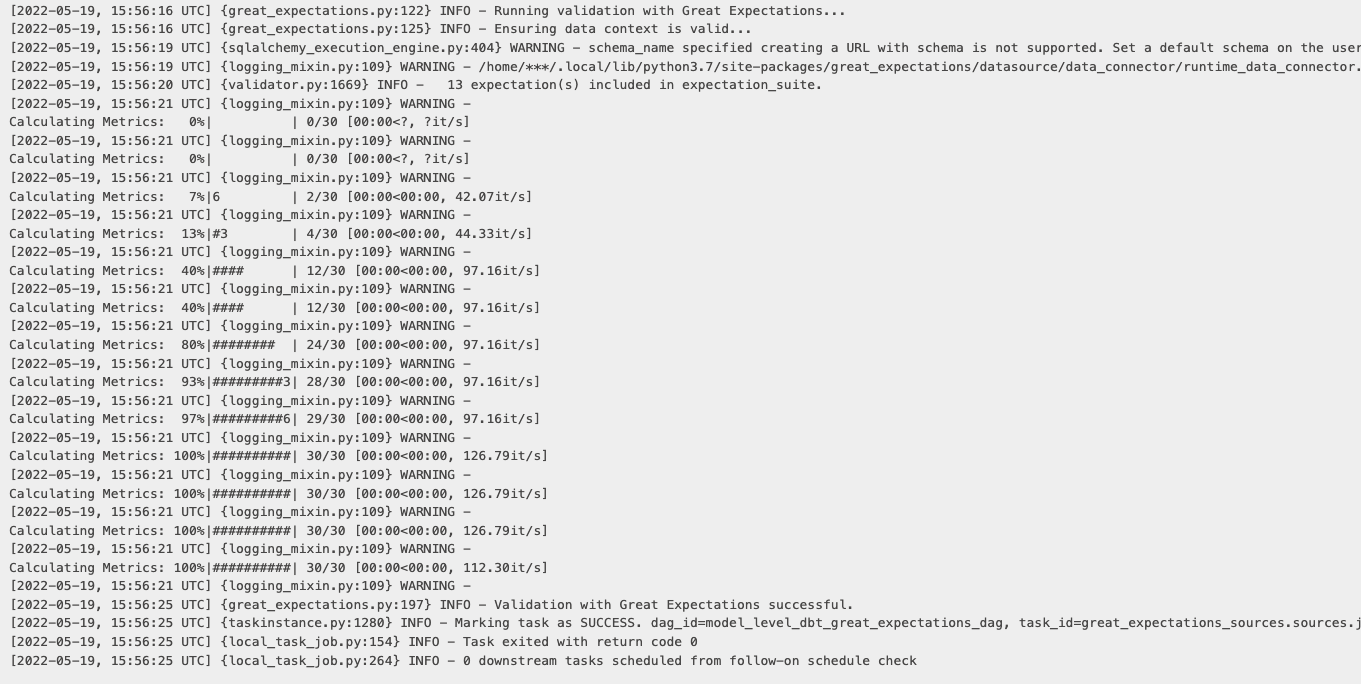 [2022-05-19, 15:56:16 UTC] {great_expectations.py:122} INFO - Running validation with Great Expectations...
[2022-05-19, 15:56:16 UTC] {great_expectations.py:125} INFO - Ensuring data context is valid...
[2022-05-19, 15:56:19 UTC] {sqlalchemy_execution_engine.py:404} WARNING - schema_name specified creating a URL with schema is not supported. Set a default schema on the user
[2022-05-19, 15:56:19 UTC] {logging_mixin.py:109} WARNING - /home/***/.local/lib/python3.7/site-packages/great_expectations/datasource/data_connector/runtime_data_connector.
[2022-05-19, 15:56:20 UTC] {validator.py:1669} INFO -   13 expectation(s) included in expectation_suite.
[2022-05-19, 15:56:21 UTC] {logging_mixin.py:109} WARNING -
Calculating Metrics:   0%|          | 0/30 [00:00<?, ?it/s]
[2022-05-19, 15:56:21 UTC] {logging_mixin.py:109} WARNING -
Calculating Metrics:   0%|          | 0/30 [00:00<?, ?it/s]
[2022-05-19, 15:56:21 UTC] {logging_mixin.py:109} WARNING -
Calculating Metrics:   7%|6         | 2/30 [00:00<00:00, 42.07it/s]
[2022-05-19, 15:56:21 UTC] {logging_mixin.py:109} WARNING -
Calculating Metrics:  13%|#3        | 4/30 [00:00<00:00, 44.33it/s]
[2022-05-19, 15:56:21 UTC] {logging_mixin.py:109} WARNING -
Calculating Metrics:  40%|####      | 12/30 [00:00<00:00, 97.16it/s]
[2022-05-19, 15:56:21 UTC] {logging_mixin.py:109} WARNING -
Calculating Metrics:  40%|####      | 12/30 [00:00<00:00, 97.16it/s]
[2022-05-19, 15:56:21 UTC] {logging_mixin.py:109} WARNING -
Calculating Metrics:  80%|########  | 24/30 [00:00<00:00, 97.16it/s]
[2022-05-19, 15:56:21 UTC] {logging_mixin.py:109} WARNING -
Calculating Metrics:  93%|#########3| 28/30 [00:00<00:00, 97.16it/s]
[2022-05-19, 15:56:21 UTC] {logging_mixin.py:109} WARNING -
Calculating Metrics:  97%|#########6| 29/30 [00:00<00:00, 97.16it/s]
[2022-05-19, 15:56:21 UTC] {logging_mixin.py:109} WARNING -
Calculating Metrics: 100%|##########| 30/30 [00:00<00:00, 126.79it/s]
[2022-05-19, 15:56:21 UTC] {logging_mixin.py:109} WARNING -
Calculating Metrics: 100%|##########| 30/30 [00:00<00:00, 126.79it/s]
[2022-05-19, 15:56:21 UTC] {logging_mixin.py:109} WARNING -
Calculating Metrics: 100%|##########| 30/30 [00:00<00:00, 126.79it/s]
[2022-05-19, 15:56:21 UTC] {logging_mixin.py:109} WARNING -
Calculating Metrics: 100%|##########| 30/30 [00:00<00:00, 112.30it/s]
[2022-05-19, 15:56:21 UTC] {logging_mixin.py:109} WARNING -
[2022-05-19, 15:56:25 UTC] {great_expectations.py:197} INFO - Validation with Great Expectations successful.
[2022-05-19, 15:56:25 UTC] {taskinstance.py:1280} INFO - Marking task as SUCCESS. dag_id=model_level_dbt_great_expectations_dag, task_id=great_expectations_sources.sources.j
[2022-05-19, 15:56:25 UTC] {local_task_job.py:154} INFO - Task exited with return code 0
[2022-05-19, 15:56:25 UTC] {local_task_job.py:264} INFO - 0 downstream tasks scheduled from follow-on schedule check